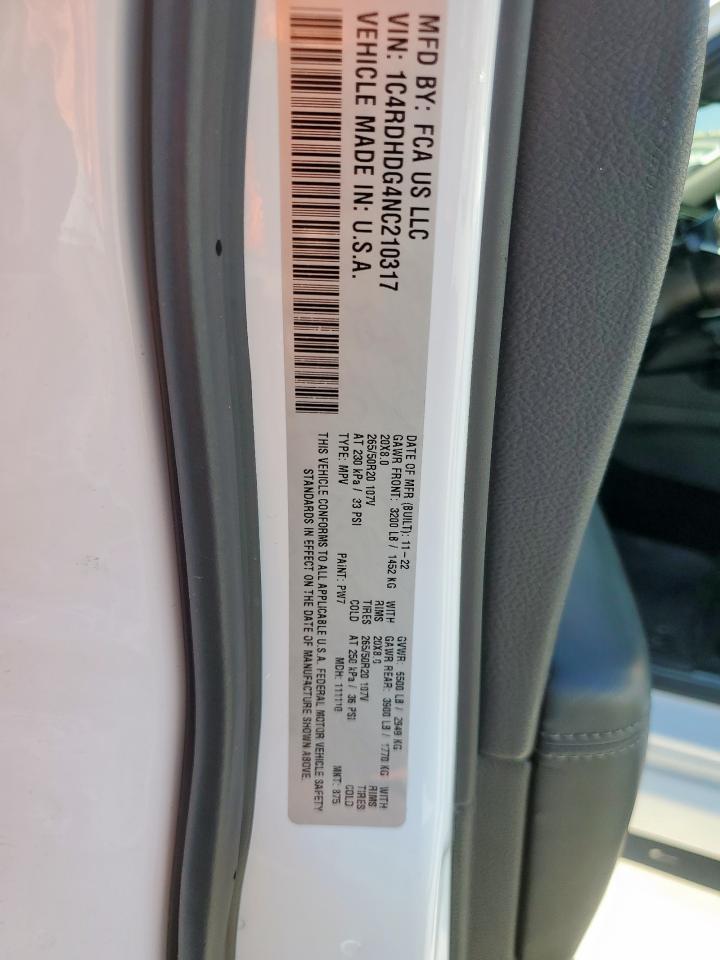 MFD BY: FCA US LLC
VIN: 1C4RDHDG4NC210317
VEHICLE MADE IN: U.S.A.
DATE OF MFR (BUILT): 11-22 GVWR: 6500 LB / 2949 KG
GAWR FRONT: 3200 LB / 1452 KG WITH GAWR REAR: 3900 LB / 1770 KG WITH
20X8.0 RIMS 20X8.0 RIMS
265/50R20 107V TIRES 265/50R20 107V TIRES
AT 230 kPa / 33 PSI COLD AT 250 kPa / 36 PSI COLD
TYPE: MPV PAINT: PW7 MDH: 111110 MKT: 875
THIS VEHICLE CONFORMS TO ALL APPLICABLE U.S.A. FEDERAL MOTOR VEHICLE SAFETY
STANDARDS IN EFFECT ON THE DATE OF MANUFACTURE SHOWN ABOVE.